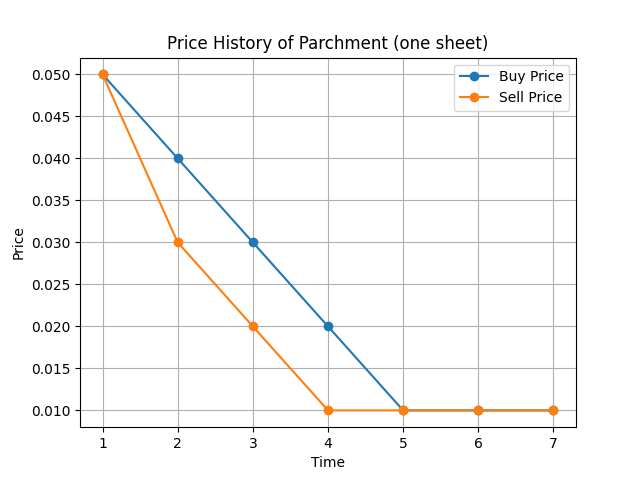 Price History of Parchment (one sheet)
Buy Price
Sell Price
0.050
0.045
0.040
0.035
0.030
0.025
0.020
0.015
0.010
Price
1 2 3 4 5 6 7
Time